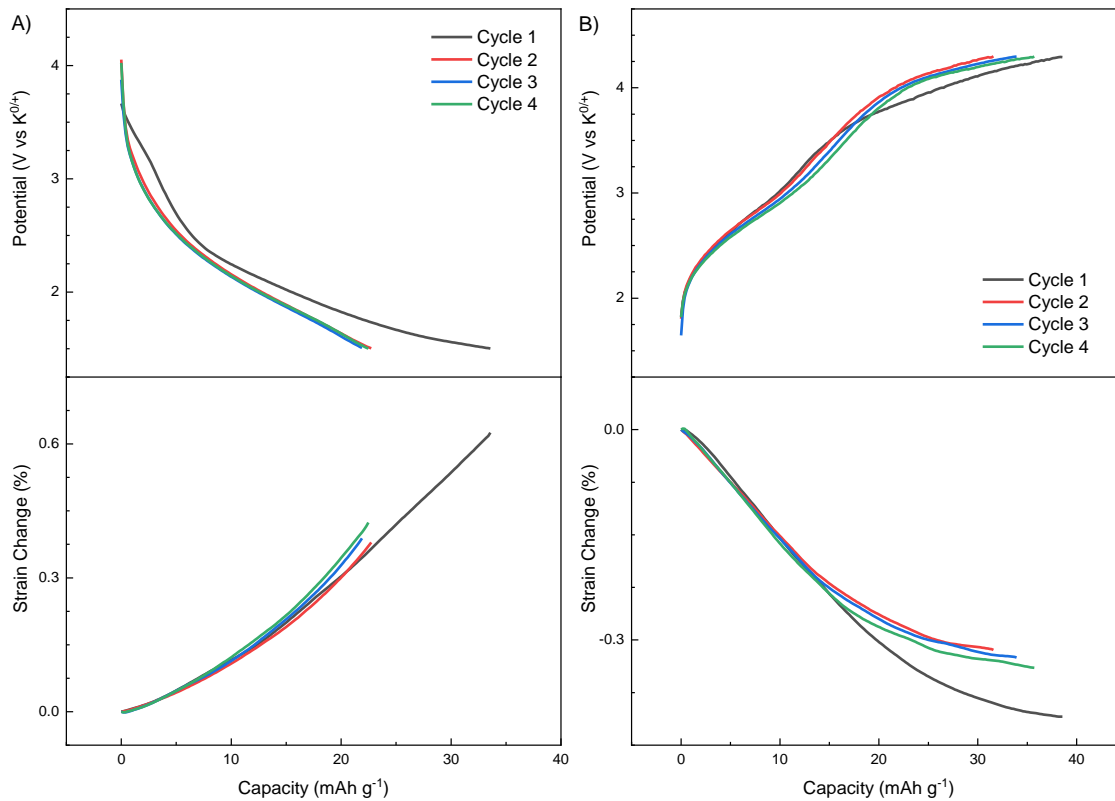 A)
Cycle 1
Cycle 2
Cycle 3
Cycle 4
4
3
2
Potential (V vs K⁰ᐟ⁺)
0.6
0.3
0.0
Strain Change (%)
0
10
20
30
40
Capacity (mAh g⁻¹)
B)
4
3
2
Potential (V vs K⁰ᐟ⁺)
Cycle 1
Cycle 2
Cycle 3
Cycle 4
0.0
-0.3
Strain Change (%)
0
10
20
30
40
Capacity (mAh g⁻¹)